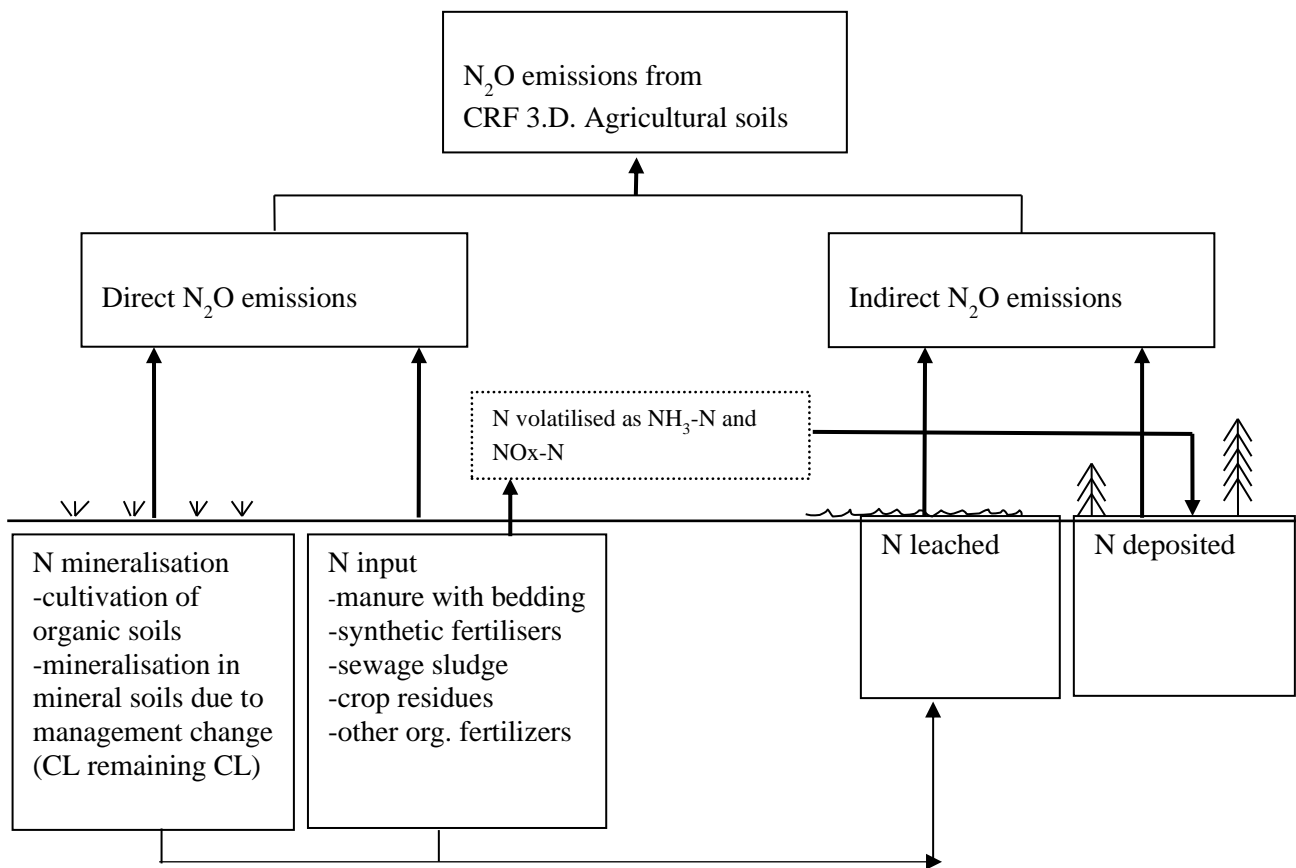 N₂O emissions from
CRF 3.D. Agricultural soils
Direct N₂O emissions
Indirect N₂O emissions
N volatilised as NH₃-N and
NOx-N
N mineralisation
-cultivation of
organic soils
-mineralisation in
mineral soils due to
management change
(CL remaining CL)
N input
-manure with bedding
-synthetic fertilisers
-sewage sludge
-crop residues
-other org. fertilizers
N leached
N deposited